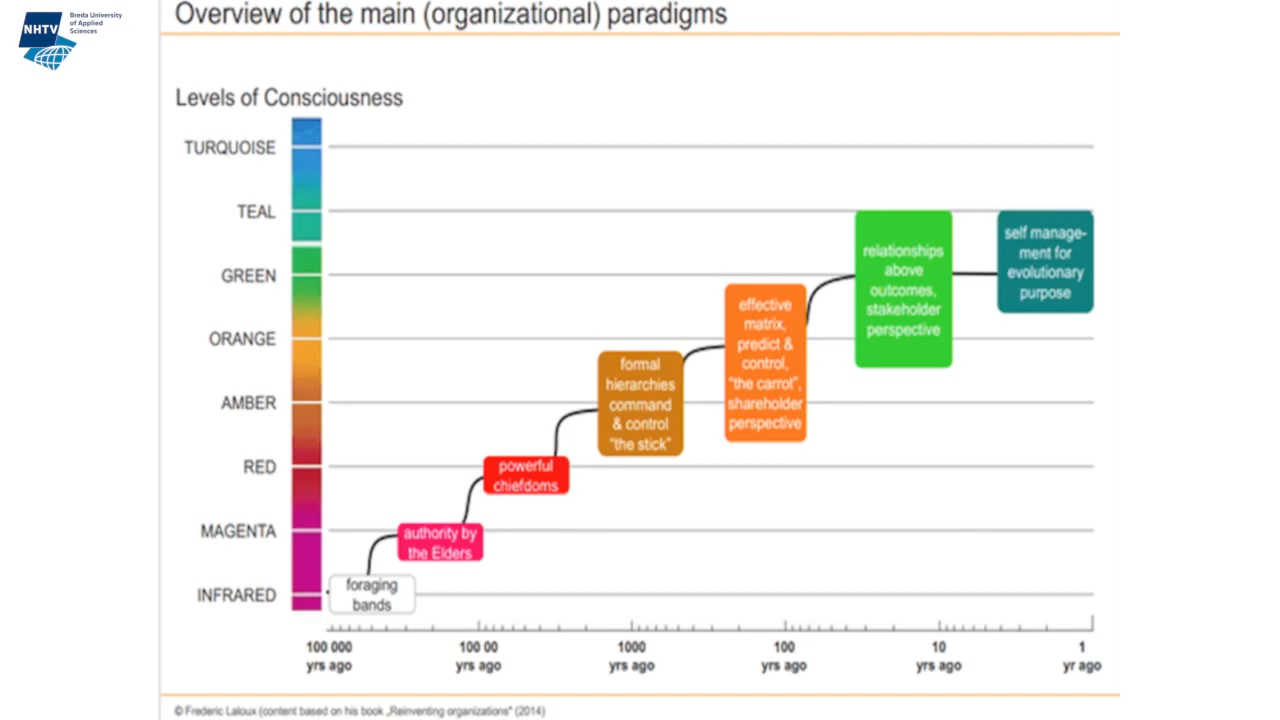 NHTV
Breda University
of Applied
Sciences
Overview of the main (organizational) paradigms
Levels of Consciousness
TURQUOISE
TEAL
GREEN
ORANGE
AMBER
RED
MAGENTA
INFRARED
foraging
bands
authority by
the Elders
powerful
chiefdoms
formal
hierarchies
command
& control
"the stick"
effective
matrix,
predict &
control,
"the carrot",
shareholder
perspective
relationships
above
outcomes,
stakeholder
perspective
self manage-
ment for
evolutionary
purpose
100 000
yrs ago
100 00
yrs ago
1000
yrs ago
100
yrs ago
10
yrs ago
1
yr ago
© Frederic Laloux (content based on his book „Reinventing organizations" (2014)